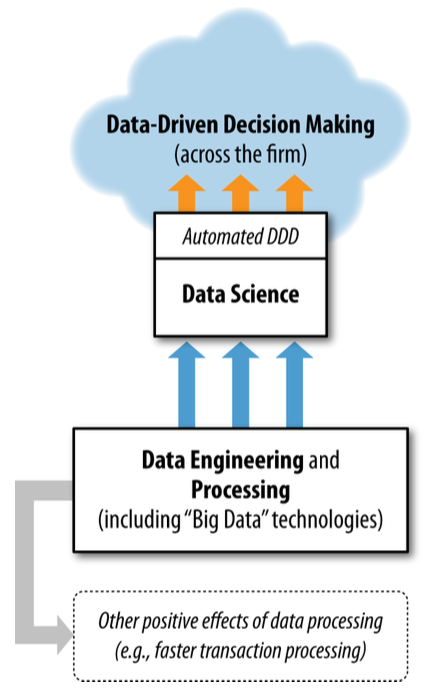 Data-Driven Decision Making
(across the firm)
Automated DDD
Data Science
Data Engineering and
Processing
(including “Big Data” technologies)
Other positive effects of data processing
(e.g., faster transaction processing)